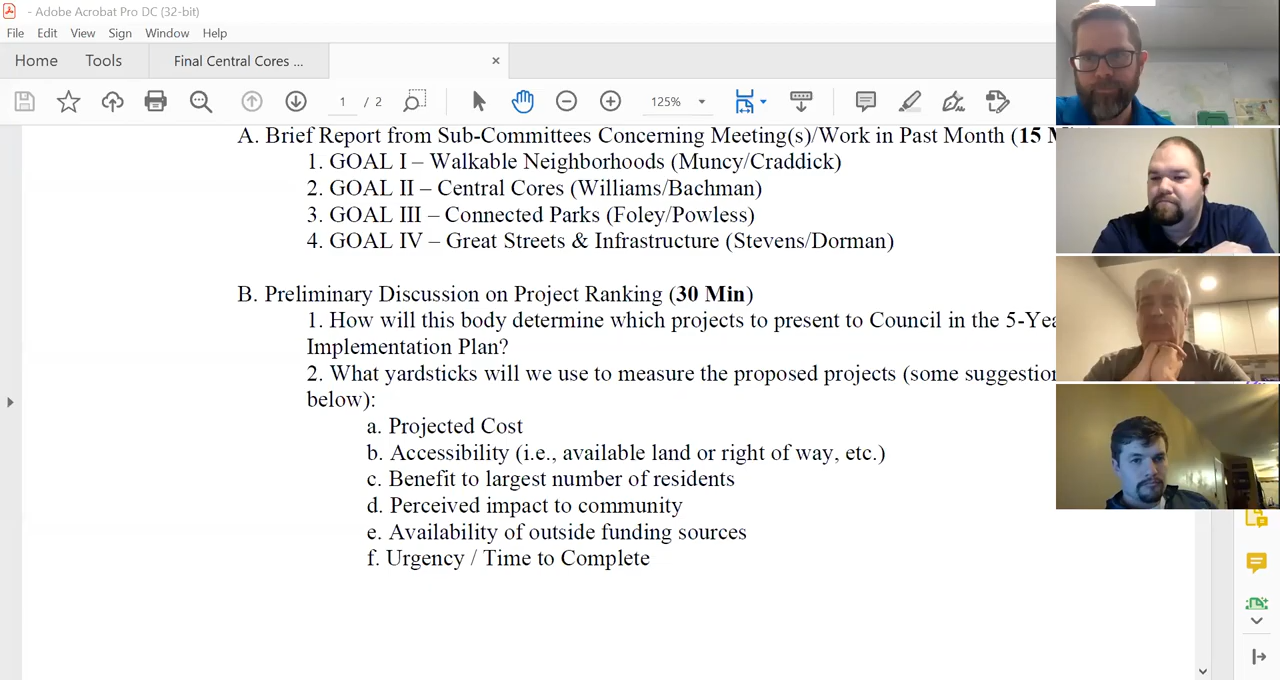 - Adobe Acrobat Pro DC (32-bit)
File Edit View Sign Window Help
Home Tools Final Central Cores ...
1 / 2 125%
A. Brief Report from Sub-Committees Concerning Meeting(s)/Work in Past Month (15
1. GOAL I – Walkable Neighborhoods (Muncy/Craddick)
2. GOAL II – Central Cores (Williams/Bachman)
3. GOAL III – Connected Parks (Foley/Powless)
4. GOAL IV – Great Streets & Infrastructure (Stevens/Dorman)
B. Preliminary Discussion on Project Ranking (30 Min)
1. How will this body determine which projects to present to Council in the 5-Yea
Implementation Plan?
2. What yardsticks will we use to measure the proposed projects (some suggestion
below):
a. Projected Cost
b. Accessibility (i.e., available land or right of way, etc.)
c. Benefit to largest number of residents
d. Perceived impact to community
e. Availability of outside funding sources
f. Urgency / Time to Complete